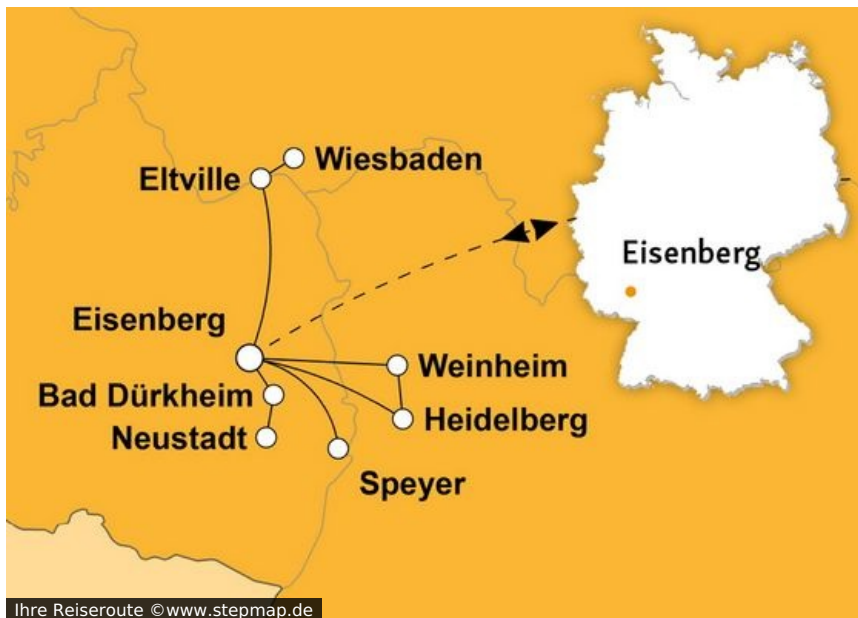 Wiesbaden
Eltville
Eisenberg
Eisenberg
Weinheim
Bad Dürkheim
Heidelberg
Neustadt
Speyer
Ihre Reiseroute ©www.stepmap.de